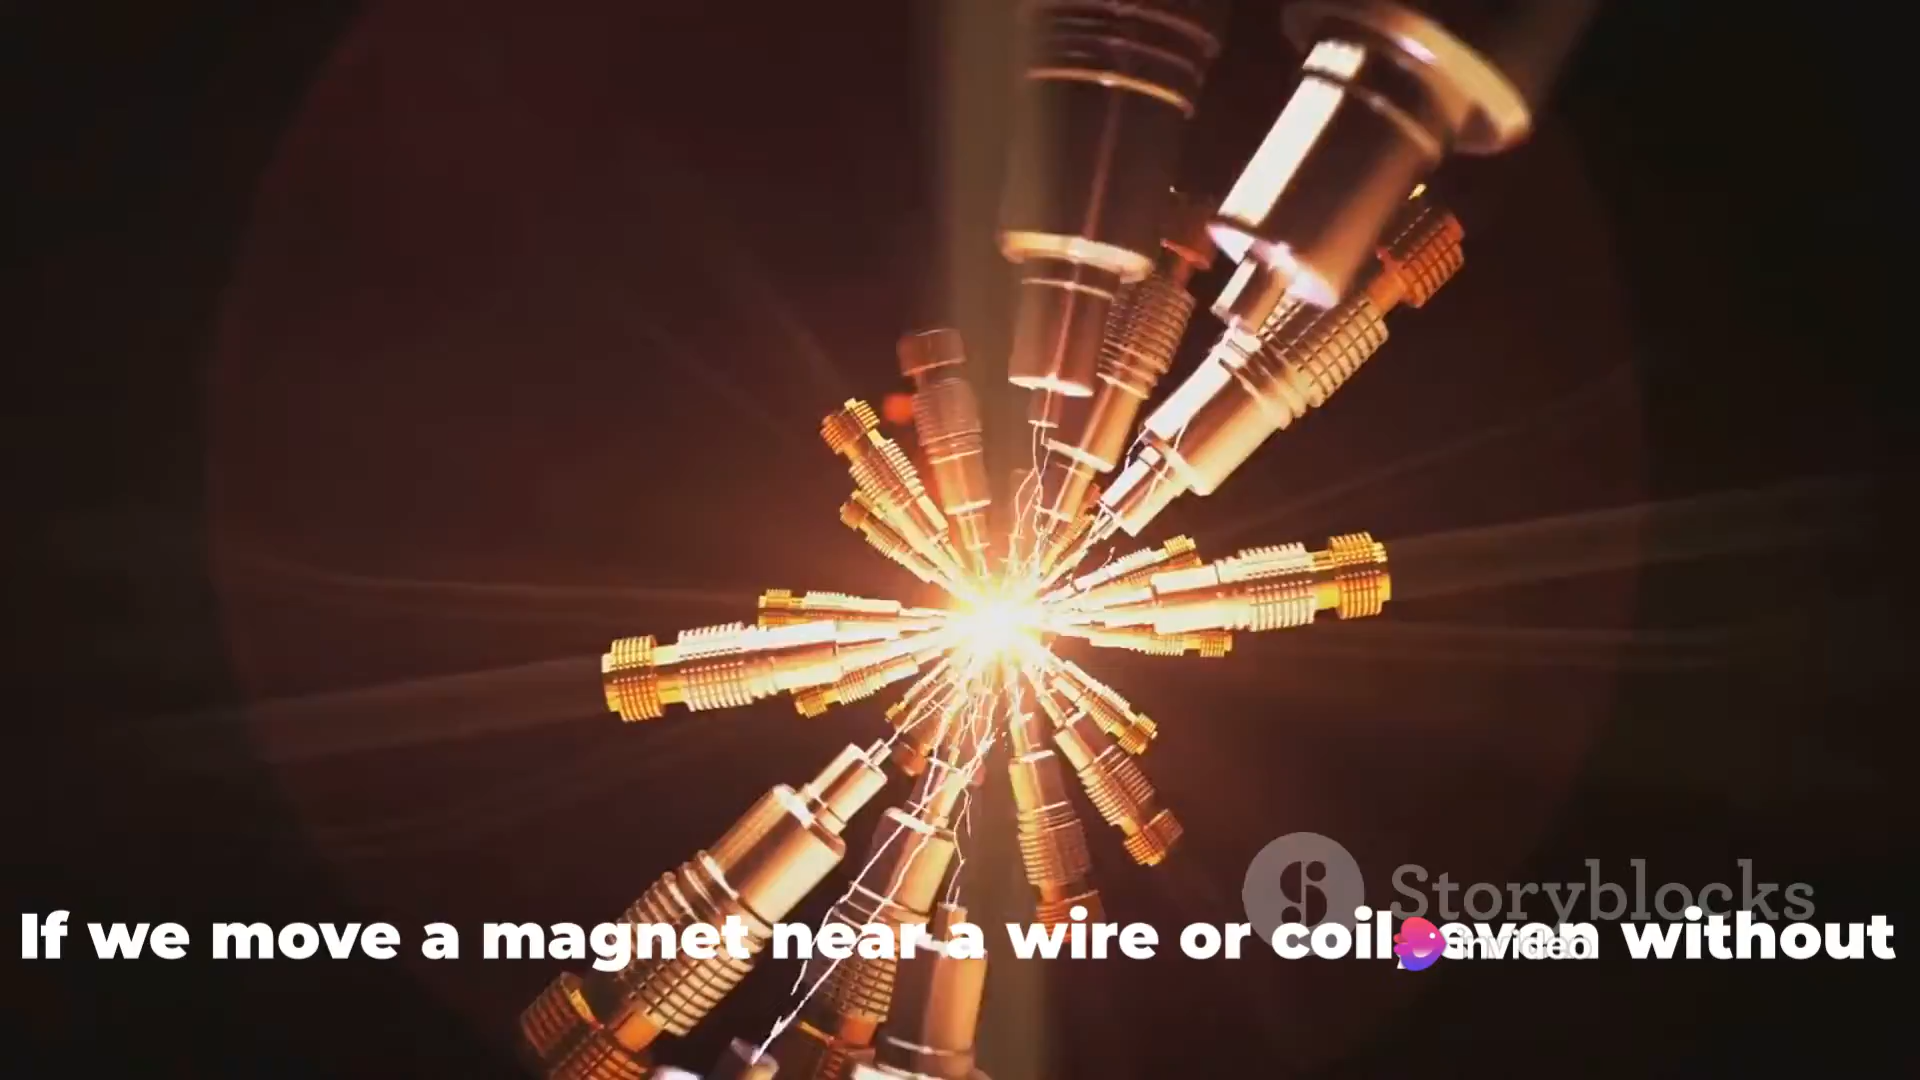 Storyblocks
If we move a magnet near a wire or coil, even without
invideo